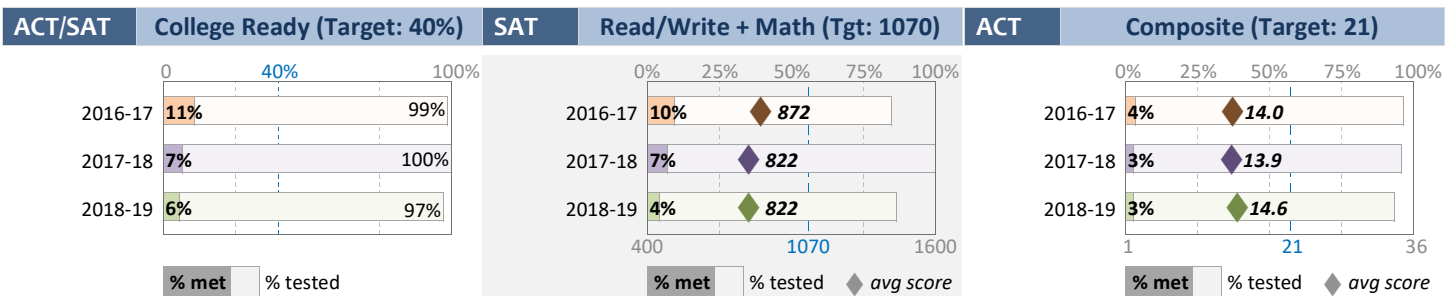 ACT/SAT College Ready (Target: 40%)
0 40% 100%
2016-17 11% 99%
2017-18 7% 100%
2018-19 6% 97%
% met % tested
SAT Read/Write + Math (Tgt: 1070)
0% 25% 50% 75% 100%
2016-17 10% 872
2017-18 7% 822
2018-19 4% 822
400 1070 1600
% met % tested avg score
ACT Composite (Target: 21)
0% 25% 50% 75% 100%
2016-17 4% 14.0
2017-18 3% 13.9
2018-19 3% 14.6
1 21 36
% met % tested avg score